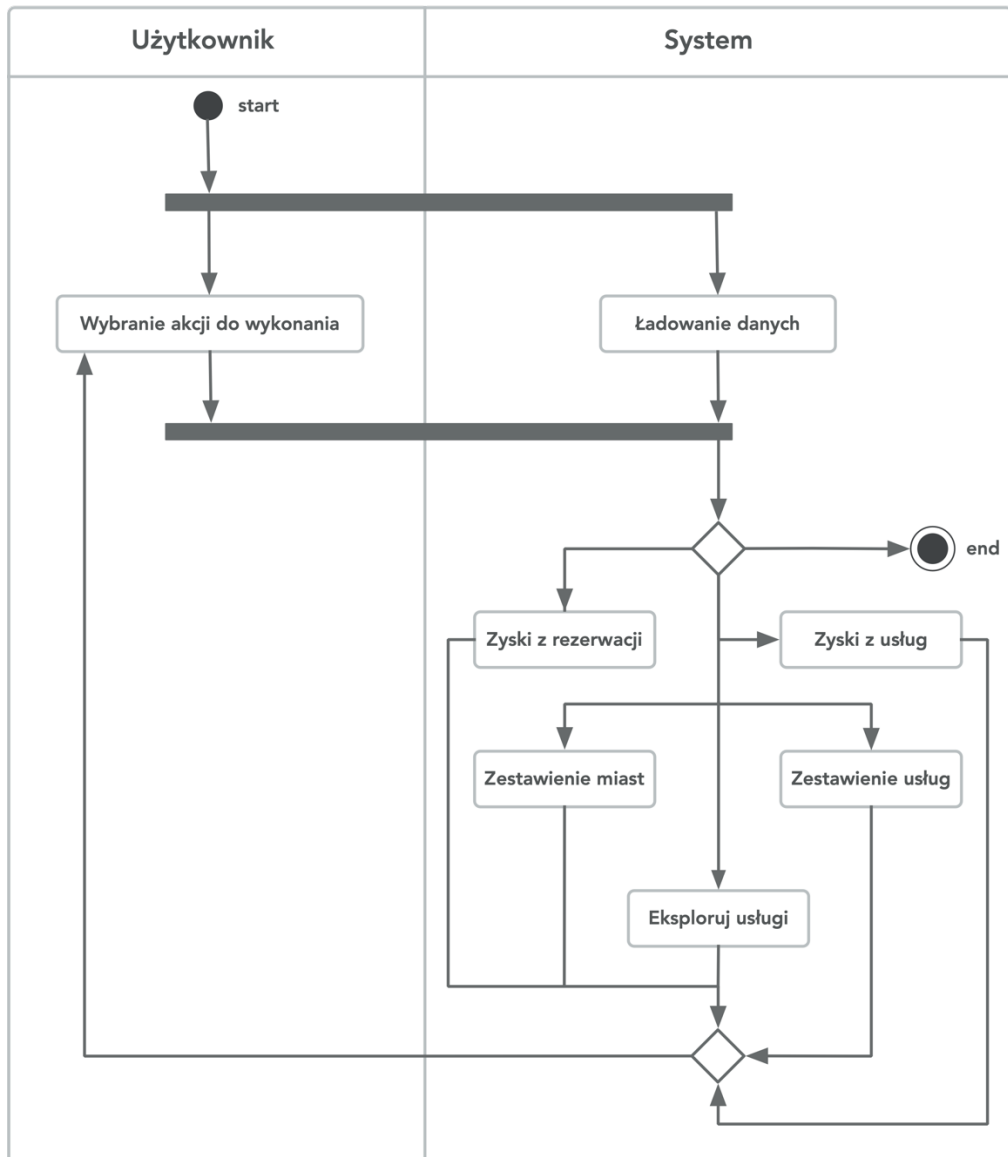 Użytkownik
System
start
Wybranie akcji do wykonania
Ładowanie danych
end
Zyski z rezerwacji
Zyski z usług
Zestawienie miast
Zestawienie usług
Eksploruj usługi